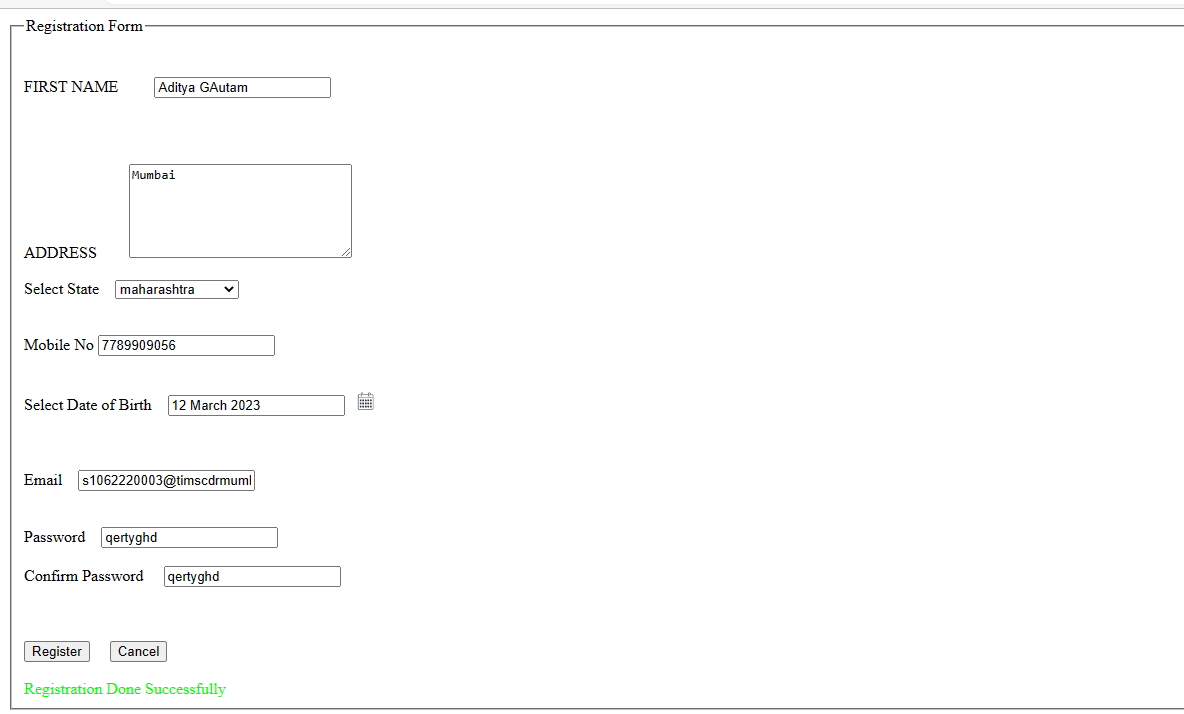 Registration Form
FIRST NAME Aditya GAutam
Mumbai
ADDRESS
Select State maharashtra
Mobile No 7789909056
Select Date of Birth 12 March 2023
Email s1062220003@timscdrmuml
Password qertyghd
Confirm Password qertyghd
Register Cancel
Registration Done Successfully